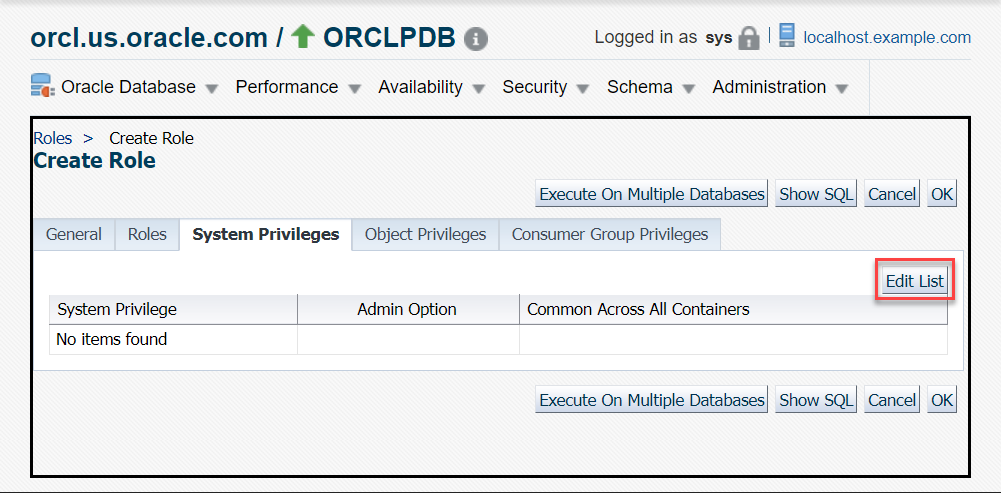 orcl.us.oracle.com / ORCLPDB Logged in as sys localhost.example.com
Oracle Database Performance Availability Security Schema Administration
Roles > Create Role
Create Role
Execute On Multiple Databases Show SQL Cancel OK
General Roles System Privileges Object Privileges Consumer Group Privileges
Edit List
System Privilege Admin Option Common Across All Containers
No items found
Execute On Multiple Databases Show SQL Cancel OK